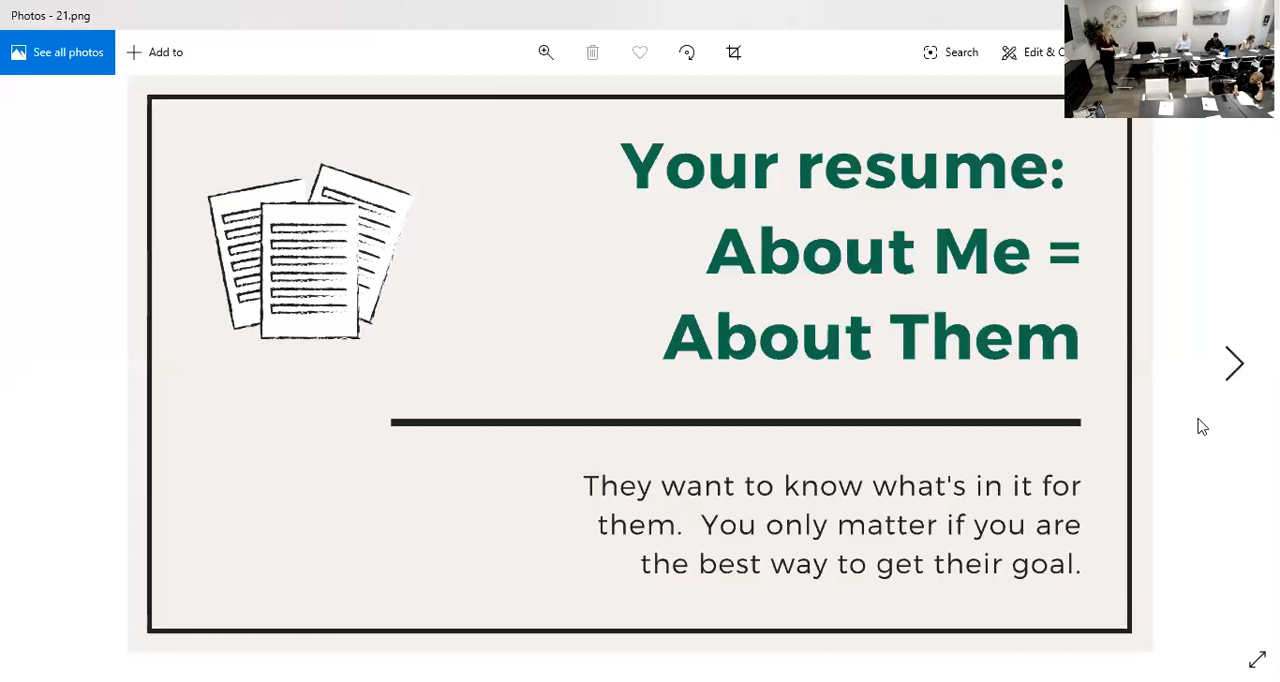 Photos - 21.png
See all photos
Add to
Search
Edit & C
Your resume:
About Me =
About Them
They want to know what's in it for
them.  You only matter if you are
the best way to get their goal.